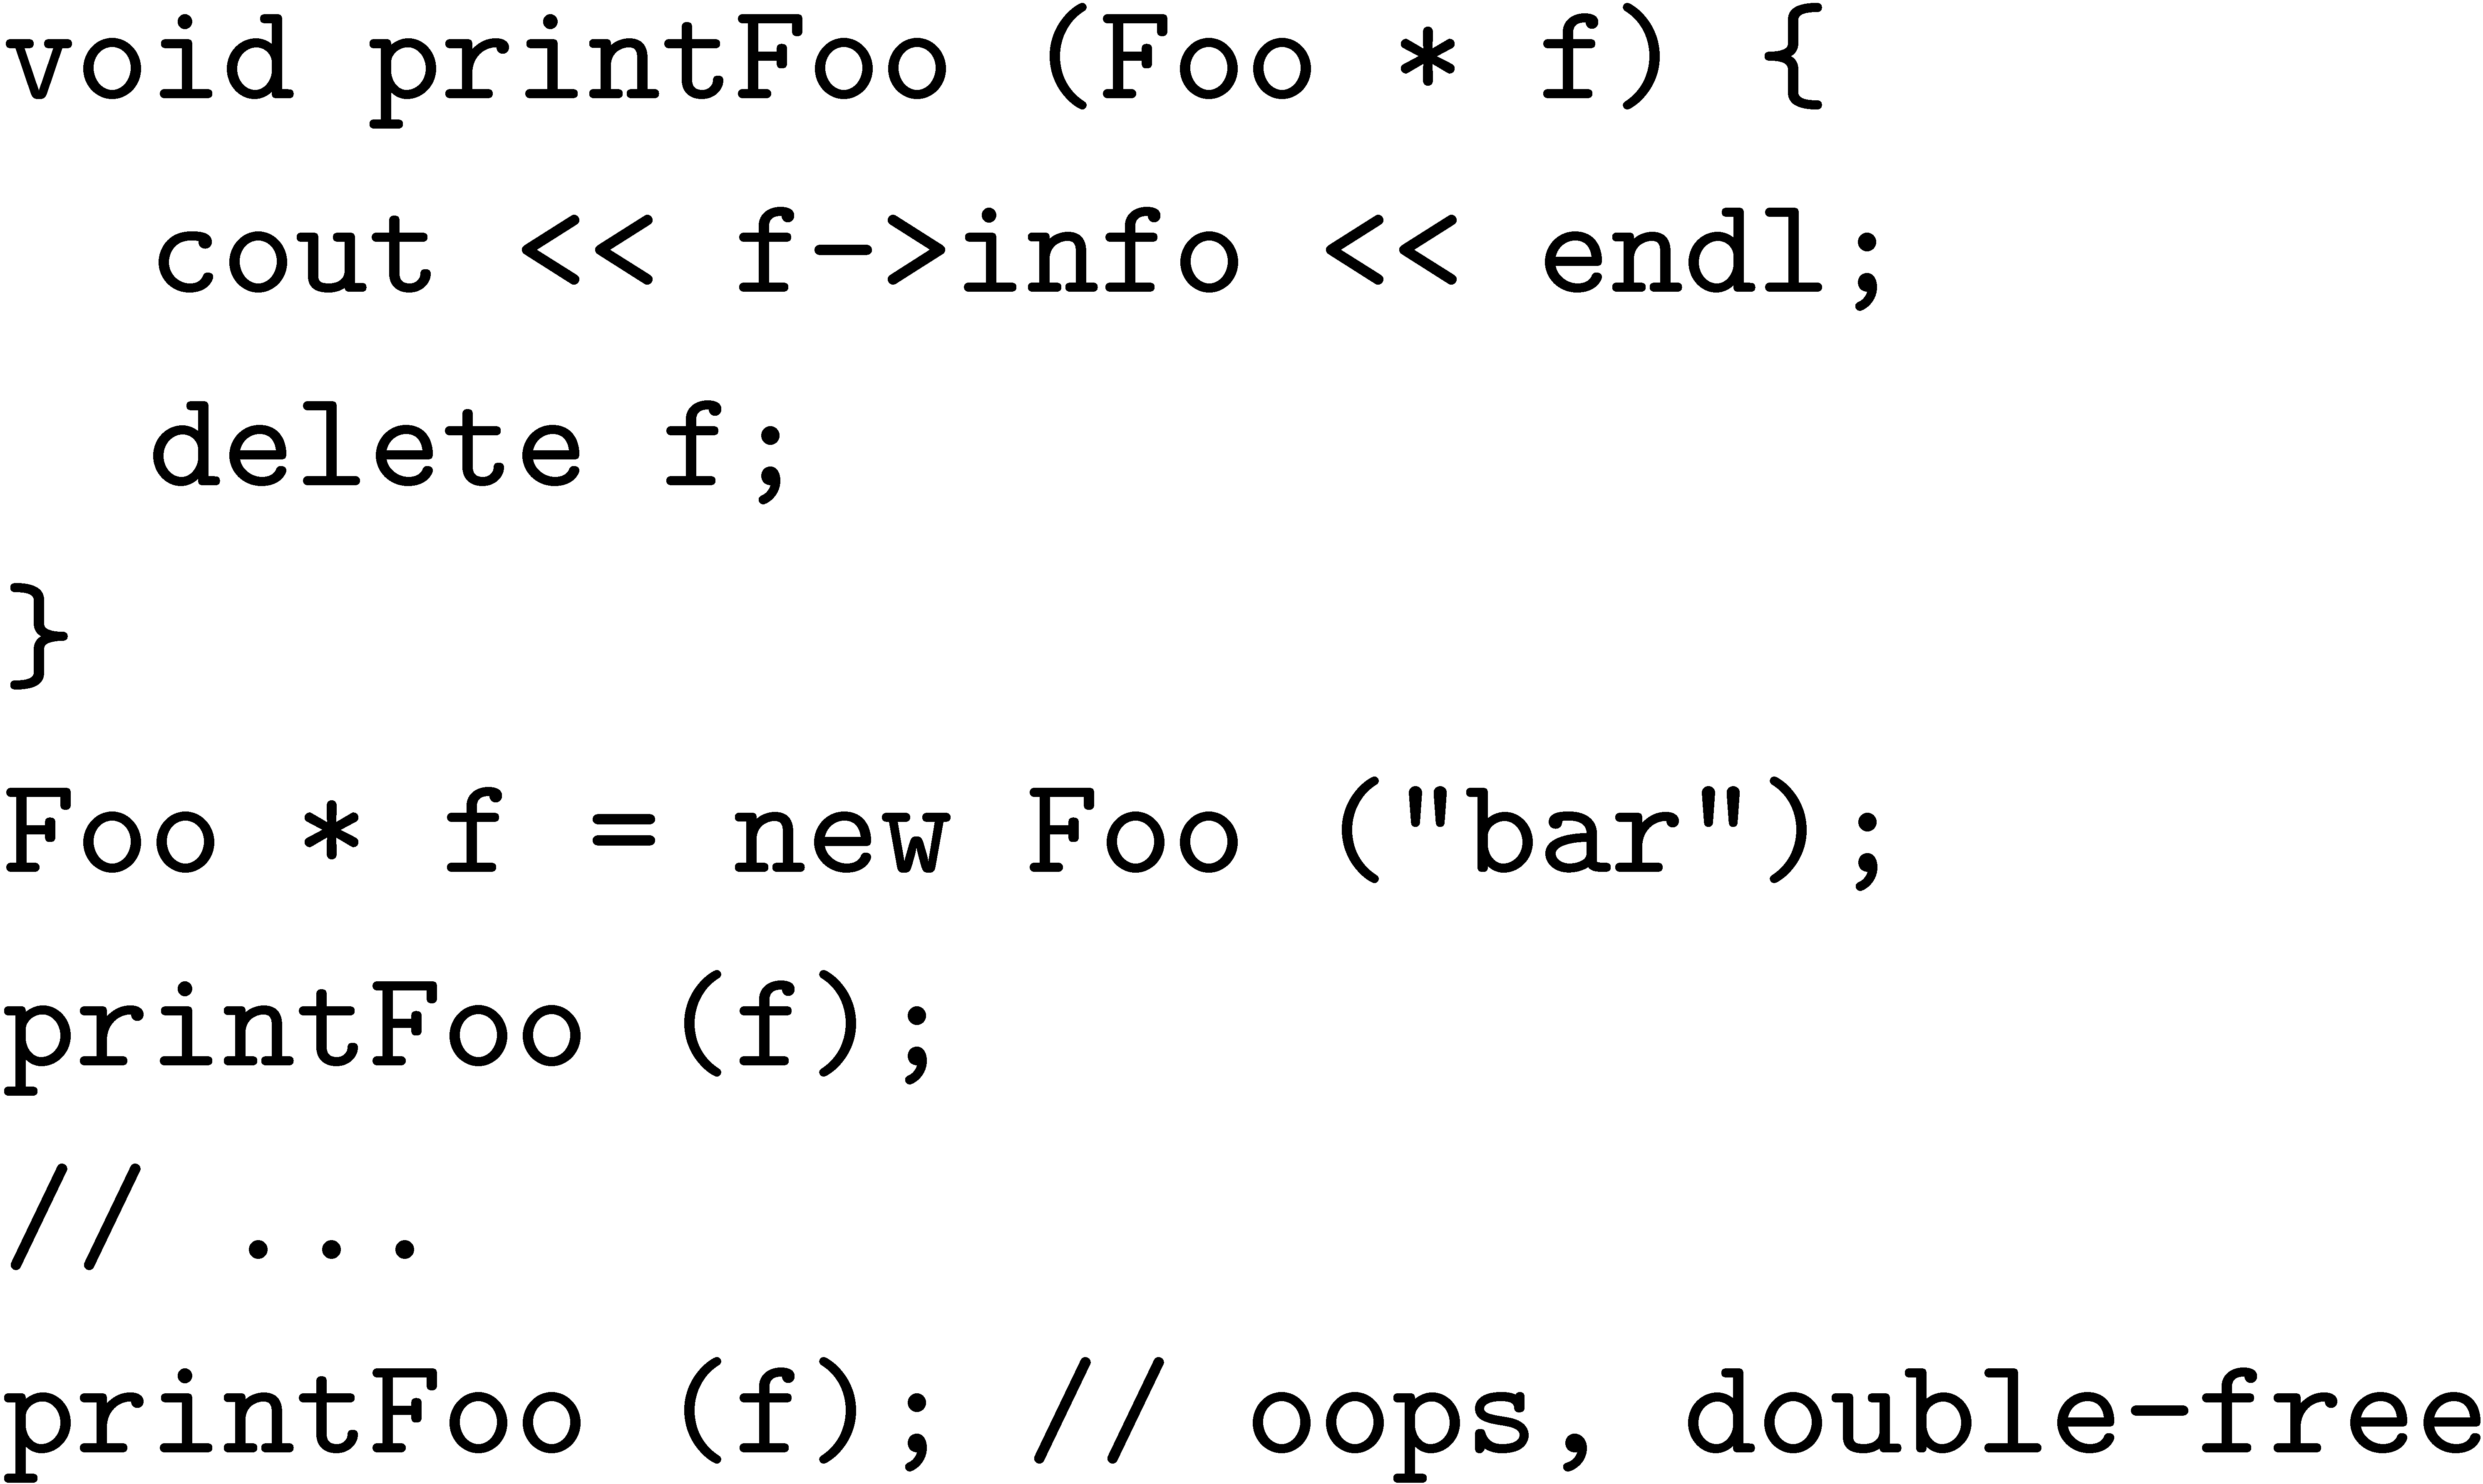 void printFoo (Foo * f) {
  cout << f->info << endl;
  delete f;
}
Foo * f = new Foo ("bar");
printFoo (f);
// ...
printFoo (f); // oops, double-free